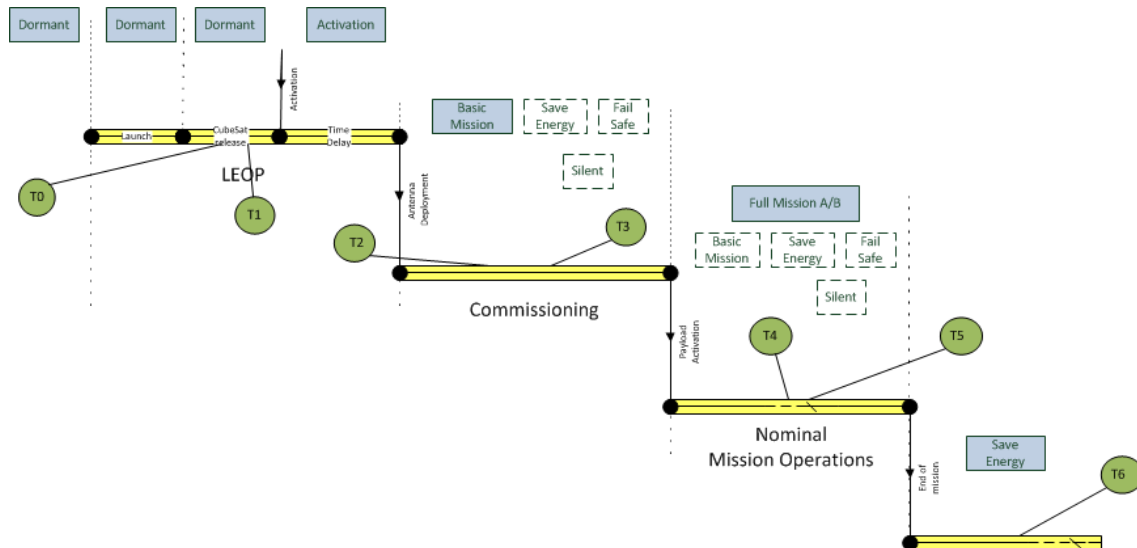 Dormant
Dormant
Dormant
Activation
Activation
Launch
CubeSat
release
Time
Delay
LEOP
T0
T1
Antenna
Deployment
Basic
Mission
Save
Energy
Fail
Safe
Silent
T2
T3
Commissioning
Full Mission A/B
Basic
Mission
Save
Energy
Fail
Safe
Silent
Payload
Activation
T4
T5
Nominal
Mission Operations
End of
mission
Save
Energy
T6